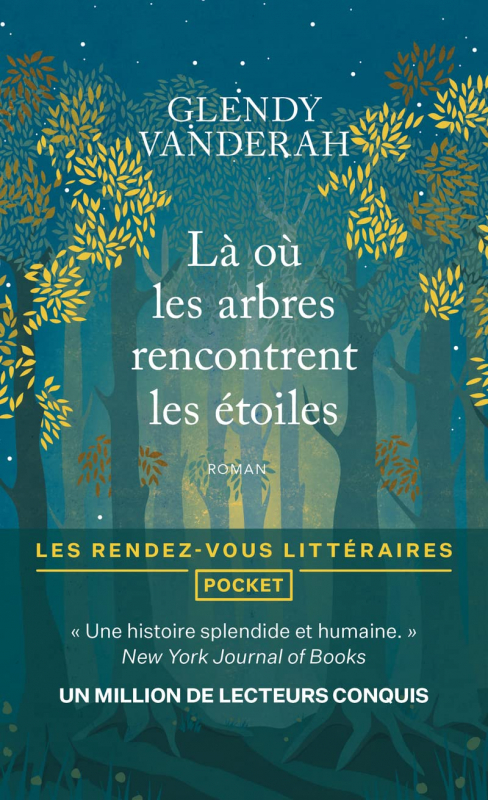 GLENDY
VANDERAH
Là où
les arbres
rencontrent
les étoiles
ROMAN
LES RENDEZ-VOUS LITTÉRAIRES
POCKET
« Une histoire splendide et humaine. »
New York Journal of Books
UN MILLION DE LECTEURS CONQUIS